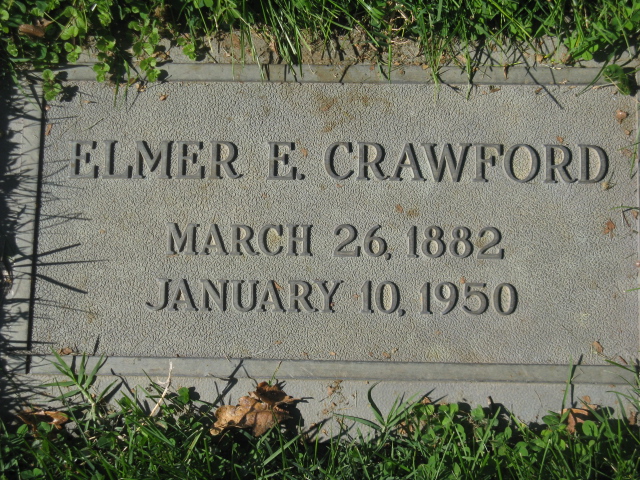 ELMER E. CRAWFORD
MARCH 26, 1882
JANUARY 10, 1950